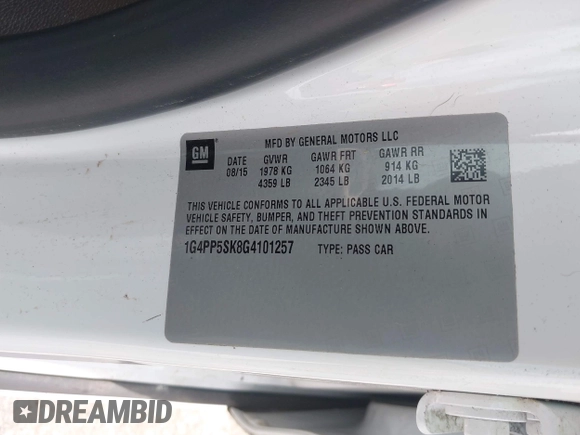 GM
MFD BY GENERAL MOTORS LLC
DATE GVWR GAWR FRT GAWR RR
08/15 1978 KG 1064 KG 914 KG
4359 LB 2345 LB 2014 LB
THIS VEHICLE CONFORMS TO ALL APPLICABLE U.S. FEDERAL MOTOR
VEHICLE SAFETY, BUMPER, AND THEFT PREVENTION STANDARDS IN
EFFECT ON THE DATE OF MANUFACTURE SHOWN ABOVE.
1G4PP5SK8G4101257 TYPE: PASS CAR
DREAMBID